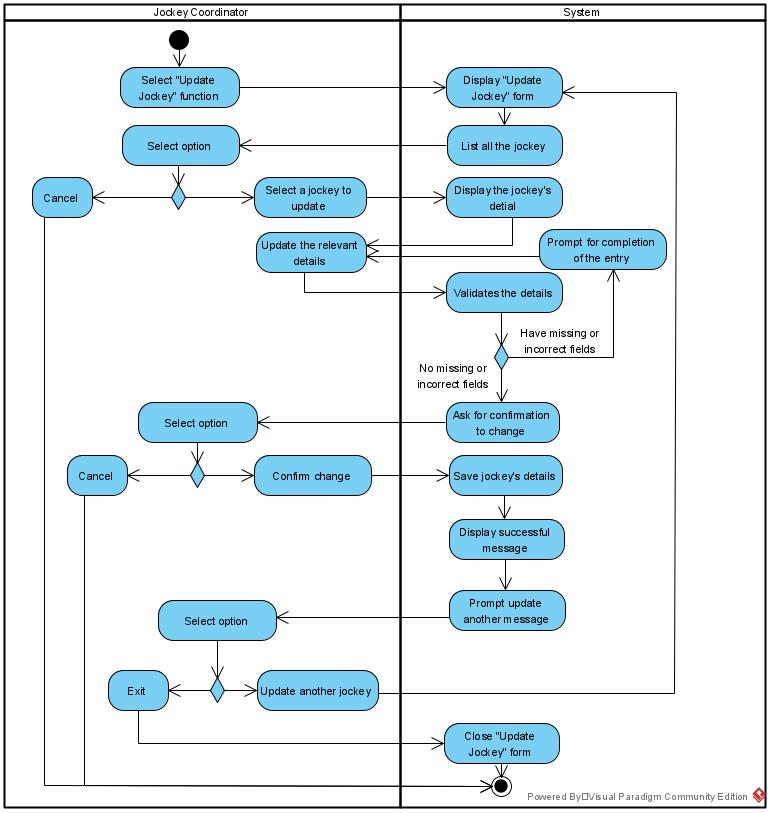 Jockey Coordinator
System
Select "Update
Jockey" function
Display "Update
Jockey" form
Select option
List all the jockey
Cancel
Select a jockey to
update
Display the jockey's
detial
Update the relevant
details
Prompt for completion
of the entry
Validates the details
Have missing or
incorrect fields
No missing or
incorrect fields
Select option
Ask for confirmation
to change
Cancel
Confirm change
Save jockey's details
Display successful
message
Select option
Prompt update
another message
Exit
Update another jockey
Close "Update
Jockey" form
Powered By Visual Paradigm Community Edition